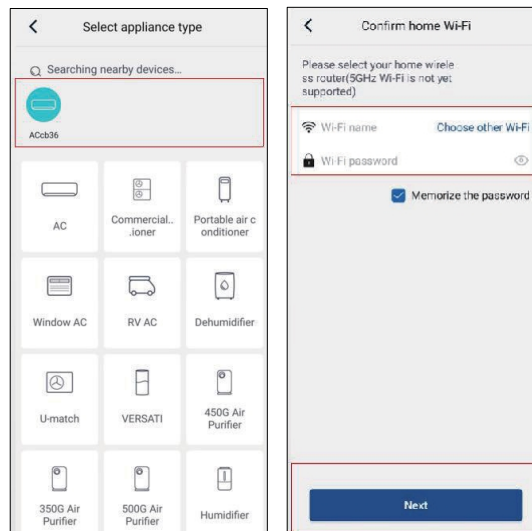 Select appliance type
Searching nearby devices...
ACcb36
AC
Commercial..
.ioner
Portable air c
onditioner
Window AC
RV AC
Dehumidifier
U-match
VERSATI
450G Air
Purifier
350G Air
Purifier
500G Air
Purifier
Humidifier
Confirm home Wi-Fi
Please select your home wirele
ss router(5GHz Wi-Fi is not yet
supported)
Wi-Fi name Choose other Wi-Fi
Wi-Fi password
Memorize the password
Next